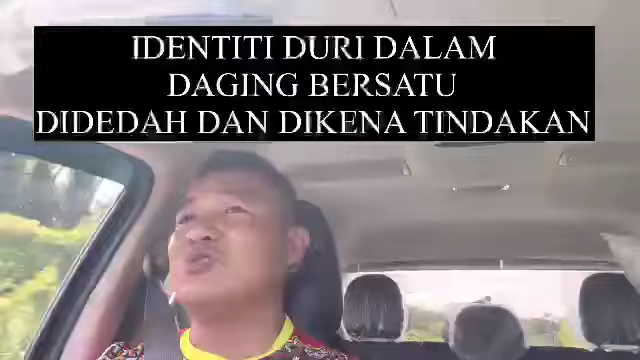 IDENTITI DURI DALAM
DAGING BERSATU
DIDEDAH DAN DIKENA TINDAKAN